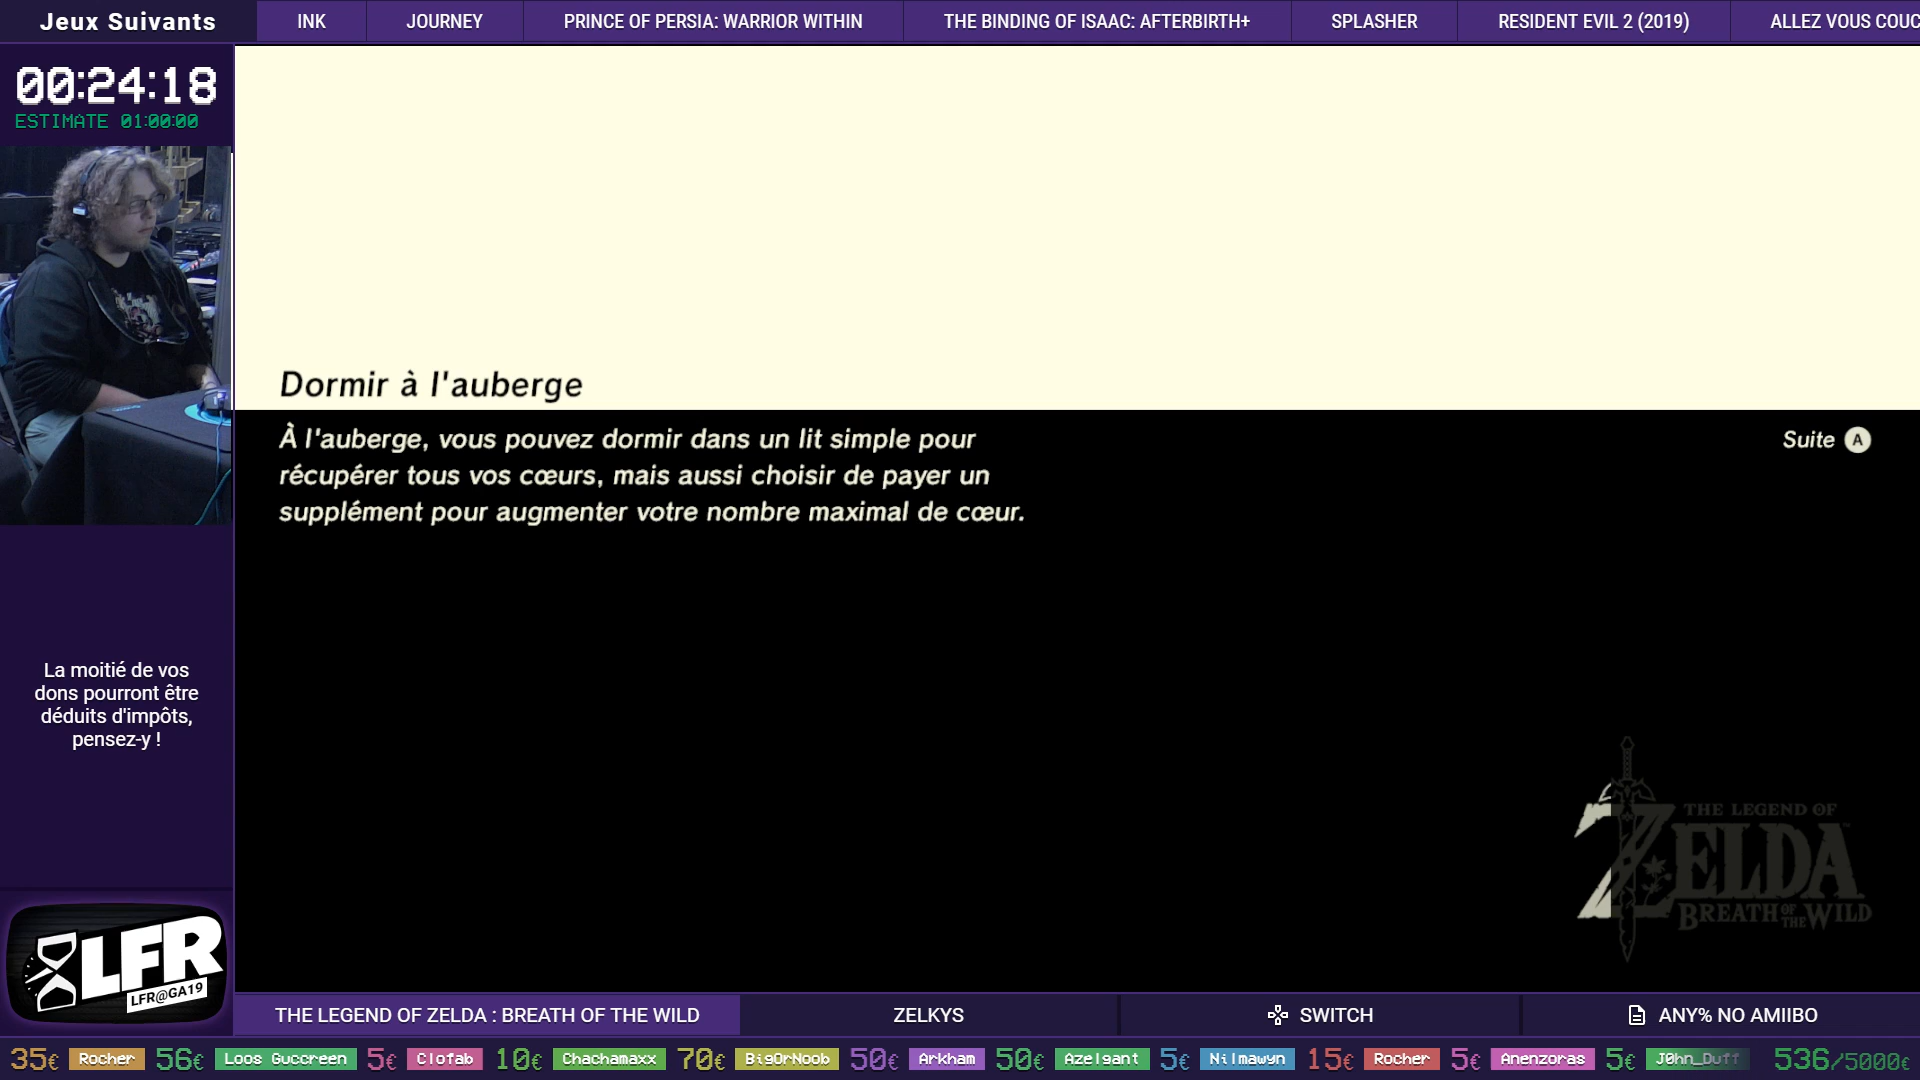 Jeux Suivants
INK
JOURNEY
PRINCE OF PERSIA: WARRIOR WITHIN
THE BINDING OF ISAAC: AFTERBIRTH+
SPLASHER
RESIDENT EVIL 2 (2019)
ALLEZ VOUS COUC
00:24:18
ESTIMATE 01:00:00
Dormir à l'auberge
À l'auberge, vous pouvez dormir dans un lit simple pour
récupérer tous vos cœurs, mais aussi choisir de payer un
supplément pour augmenter votre nombre maximal de cœur.
Suite A
La moitié de vos
dons pourront être
déduits d'impôts,
pensez-y !
THE LEGEND OF
ZELDA
BREATH OF THE WILD
LFR
LFR@GA19
THE LEGEND OF ZELDA : BREATH OF THE WILD
ZELKYS
SWITCH
ANY% NO AMIIBO
35€ Rocher 56€ Loos Guccreen 5€ Clofab 10€ Chachamaxx 70€ BigOrNoob 50€ Arkham 50€ Azelgant 5€ Nilmawyn 15€ Rocher 5€ Anenzoras 5€ J0hn_Duff 536/5000€